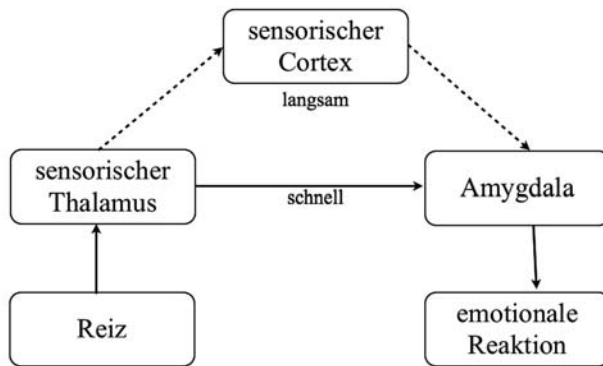 sensorischer
Cortex
langsam
sensorischer
Thalamus
schnell
Amygdala
Reiz
emotionale
Reaktion